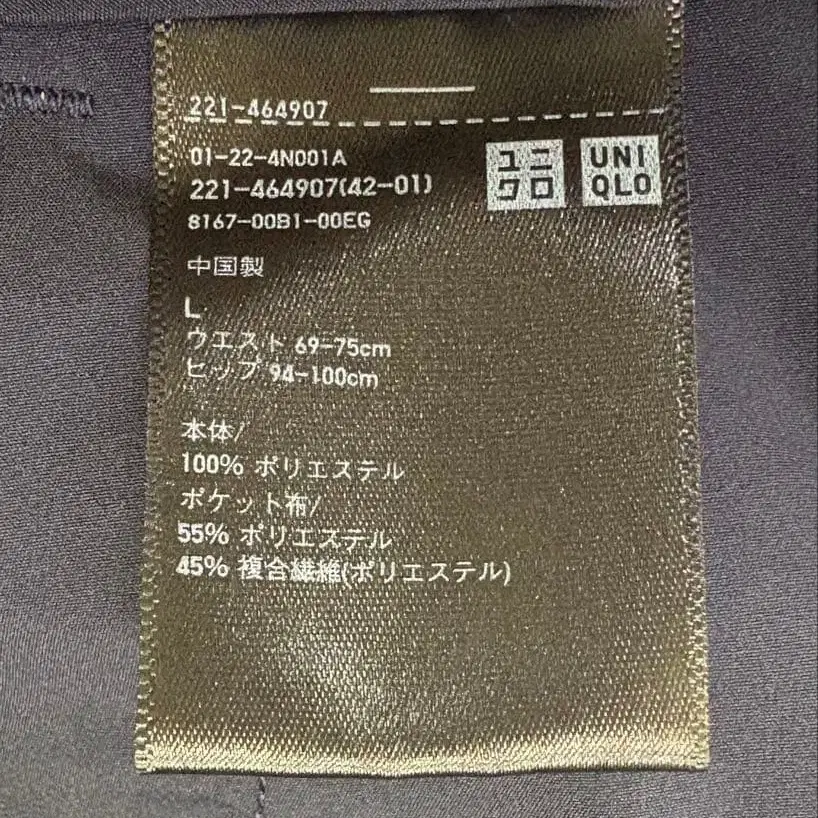 221-464907
01-22-4N001A
221-464907(42-01)
8167-00B1-00EG
ユニ
クロ
UNI
QLO
中国製
L
ウエスト 69-75cm
ヒップ 94-100cm
本体/
100% ポリエステル
ポケット布/
55% ポリエステル
45% 複合繊維(ポリエステル)